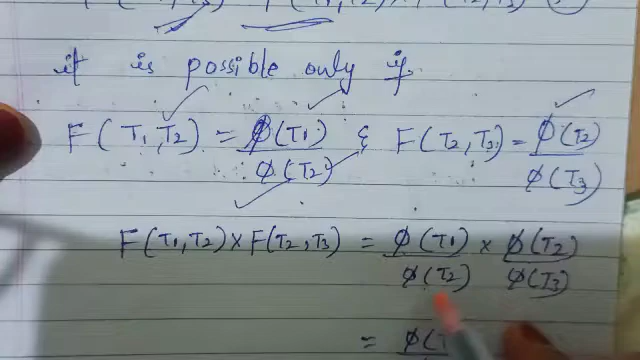 it is possible only if
F(T1,T2) = ϕ(T1)/ϕ(T2) & F(T2,T3) = ϕ(T2)/ϕ(T3)
F(T1,T2) × F(T2,T3) = ϕ(T1)/ϕ(T2) × ϕ(T2)/ϕ(T3)
=